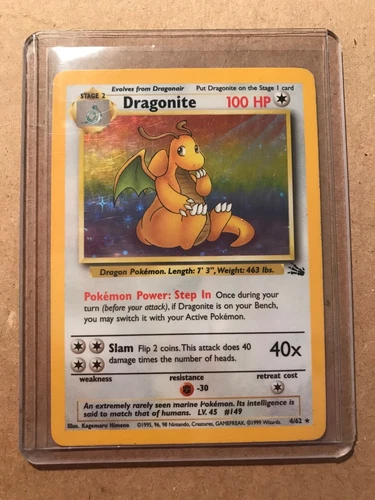 Evolves from Dragonair Put Dragonite on the Stage 1 card
STAGE 2
Dragonite 100 HP
Dragon Pokémon. Length: 7' 3", Weight: 463 lbs.
Pokémon Power: Step In Once during your
turn (before your attack), if Dragonite is on your Bench,
you may switch it with your Active Pokémon.
Slam Flip 2 coins. This attack does 40
damage times the number of heads.
40x
weakness resistance retreat cost
-30
An extremely rarely seen marine Pokémon. Its intelligence is
said to match that of humans. LV. 45 #149
Illus. Kagemaru Himeno ©1995, 96, 98 Nintendo, Creatures, GAMEFREAK. ©1999 Wizards. 4/62